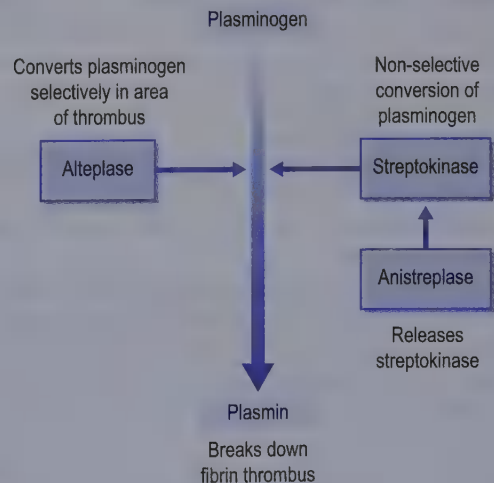 Plasminogen
Converts plasminogen
selectively in area
of thrombus
Alteplase
Non-selective
conversion of
plasminogen
Streptokinase
Anistreplase
Releases
streptokinase
Plasmin
Breaks down
fibrin thrombus